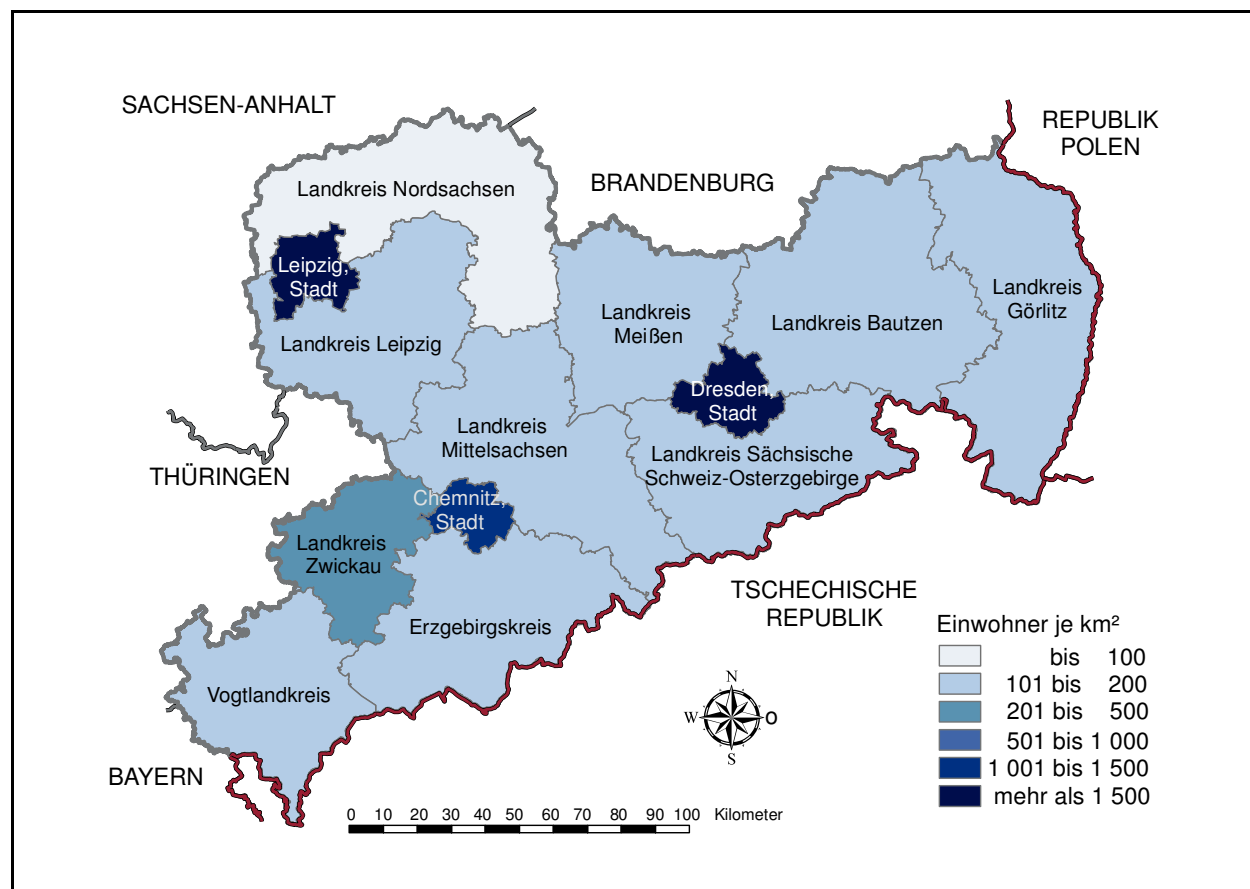 SACHSEN-ANHALT
REPUBLIK
POLEN
BRANDENBURG
Landkreis Nordsachsen
Leipzig,
Stadt
Landkreis
Görlitz
Landkreis
Meißen
Landkreis Bautzen
Landkreis Leipzig
Dresden,
Stadt
Landkreis
Mittelsachsen
Landkreis Sächsische
Schweiz-Osterzgebirge
THÜRINGEN
Chemnitz,
Stadt
Landkreis
Zwickau
TSCHECHISCHE
REPUBLIK
Erzgebirgskreis
Vogtlandkreis
BAYERN
N
W O
S
Einwohner je km²
bis 100
101 bis 200
201 bis 500
501 bis 1 000
1 001 bis 1 500
mehr als 1 500
0 10 20 30 40 50 60 70 80 90 100 Kilometer